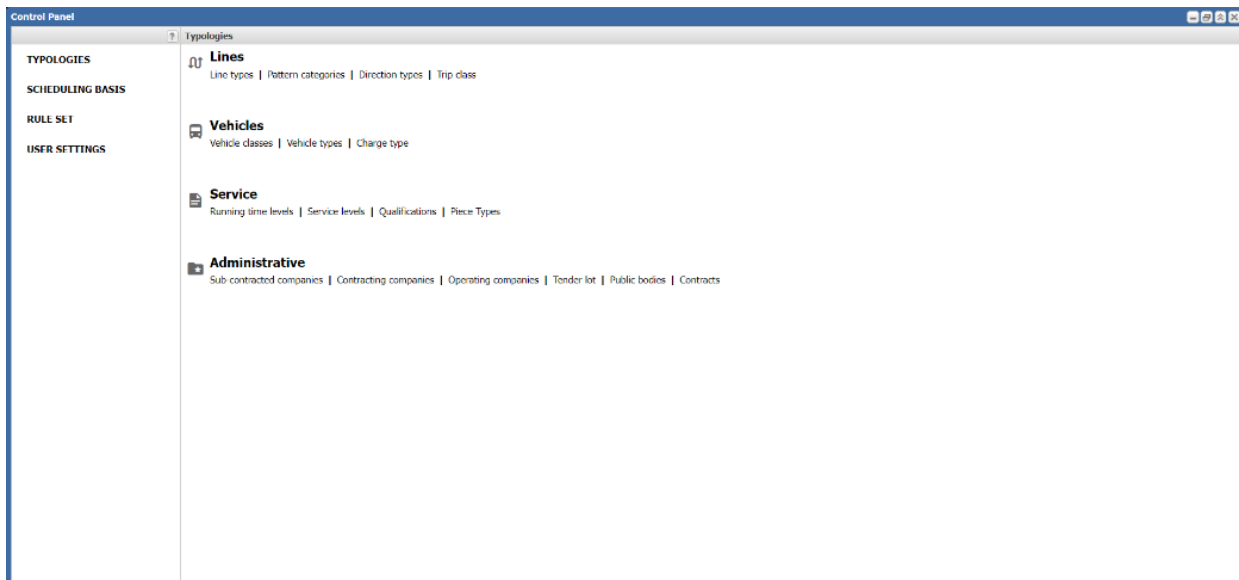 Control Panel
?
Typologies
TYPOLOGIES
SCHEDULING BASIS
RULE SET
USER SETTINGS
Lines
Line types | Pattern categories | Direction types | Trip class
Vehicles
Vehicle classes | Vehicle types | Charge type
Service
Running time levels | Service levels | Qualifications | Piece Types
Administrative
Sub-contracted companies | Contracting companies | Operating companies | Tender lot | Public bodies | Contracts